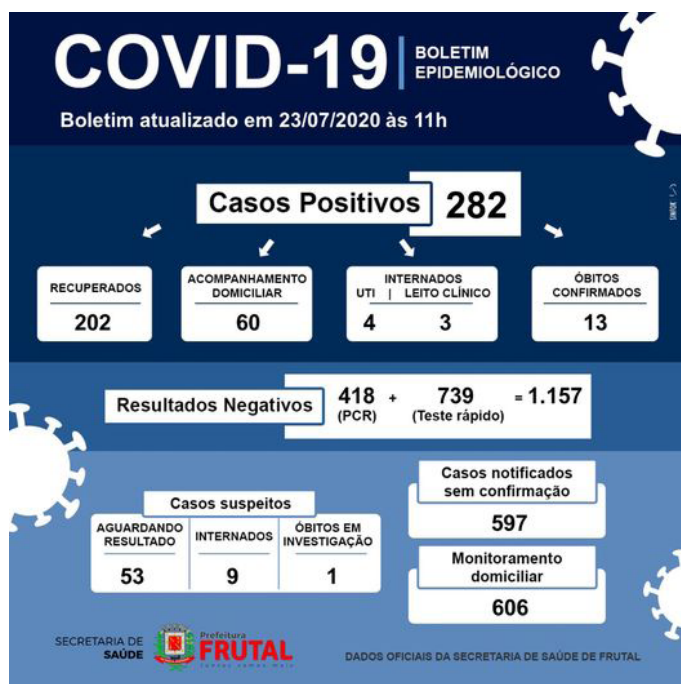 COVID-19
BOLETIM
EPIDEMIOLÓGICO
Boletim atualizado em 23/07/2020 às 11h
Casos Positivos
282
RECUPERADOS
202
ACOMPANHAMENTO
DOMICILIAR
60
INTERNADOS
UTI | LEITO CLÍNICO
4 3
ÓBITOS
CONFIRMADOS
13
Resultados Negativos
418 + 739 = 1.157
(PCR) (Teste rápido)
Casos suspeitos
AGUARDANDO
RESULTADO
53
INTERNADOS
9
ÓBITOS EM
INVESTIGAÇÃO
1
Casos notificados
sem confirmação
597
Monitoramento
domiciliar
606
SECRETARIA DE
SAÚDE
Prefeitura
FRUTAL
DADOS OFICIAIS DA SECRETARIA DE SAÚDE DE FRUTAL